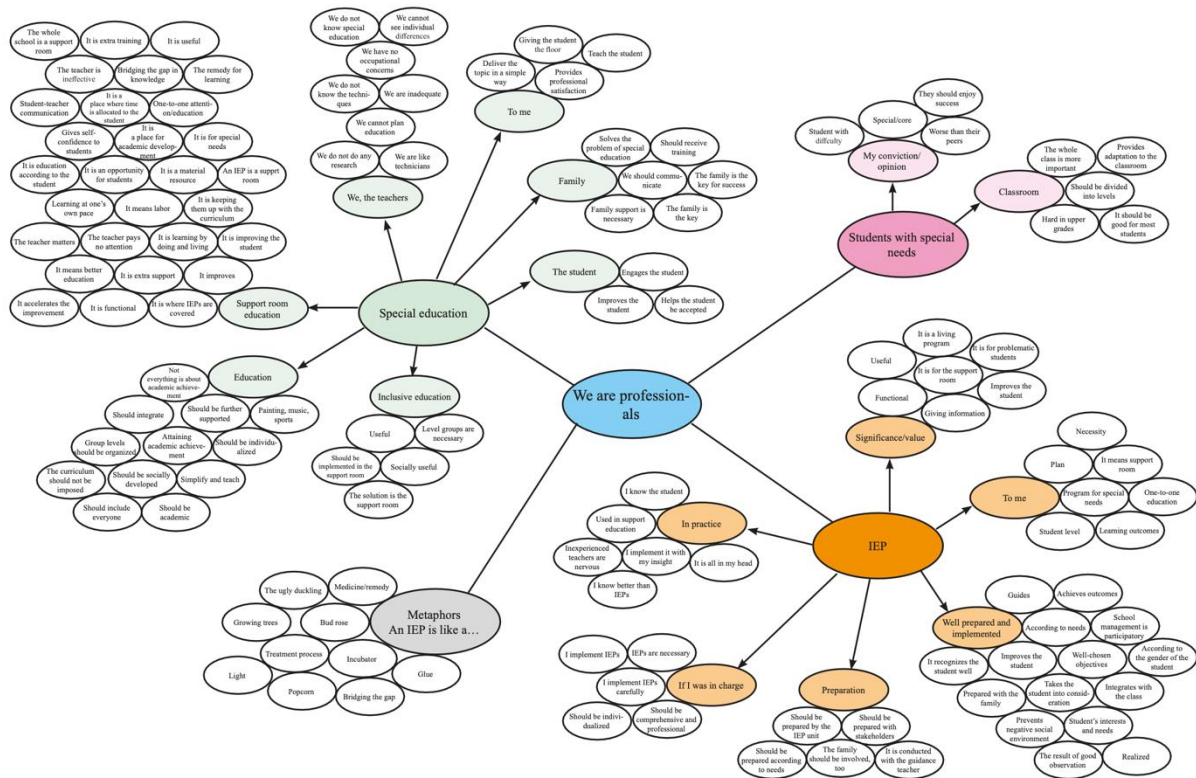 The whole
school is a support
room
It is extra training
It is useful
The teacher is
ineffective
Bridging the gap in
knowledge
The remedy for
learning
Student-teacher
communication
It is a
place where time
is allocated to the
student
One-to-one attenti-
on/education
Gives self-
confidence to
students
It is
a place for
academic develop-
ment
It is for special
needs
It is education
according to the
student
It is an opportunity
for students
It is a material
resource
An IEP is a supprt
room
Learning at one's
own pace
It means labor
It is keeping
them up with the
curriculum
The teacher matters
The teacher pays
no attention
It is learning by
doing and living
It is improving the
student
It means better
education
It is extra support
It improves
It accelerates the
improvement
It is functional
It is where IEPs are
covered
Support room
education
We do not
know special
education
We cannot
see individual
differences
We have no
occupational
concerns
We do not
know the techni-
ques
We are inadequate
We cannot plan
education
We do not do any
research
We are like
technicians
We, the teachers
Giving the student
the floor
Teach the student
Deliver the
topic in a simple
way
Provides
professional
satisfaction
To me
Solves the
problem of special
education
Should receive
training
Family
We should commu-
nicate
The family is the
key for success
Family support is
necessary
The family is
the key
The student
Engages the student
Improves the
student
Helps the student
be accepted
Special education
Education
Not
everything is about
academic achieve-
ment
Should integrate
Should be further
supported
Painting, music,
sports
Group levels
should be organized
Attaining
academic achieve-
ment
Should be individu-
alized
The curriculum
should not be
imposed
Should be socially
developed
Simplify and teach
Should include
everyone
Should be
academic
Inclusive education
Useful
Level groups are
necessary
Should be
implemented in the
support room
Socially useful
The solution is the
support room
We are profession-
als
They should enjoy
success
Special/core
Student with
diffculty
Worse than their
peers
My conviction/
opinion
The whole
class is more
important
Provides
adaptation to the
classroom
Classroom
Should be divided
into levels
Hard in upper
grades
It should be
good for most
students
Students with special
needs
It is a living
program
It is for problematic
students
Useful
It is for the support
room
Improves the
student
Functional
Giving information
Significance/value
Necessity
Plan
It means support
room
To me
Program for special
needs
One-to-one
education
Student level
Learning outcomes
IEP
I know the student
Used in support
education
In practice
Inexperienced
teachers are
nervous
I implement it with
my insight
It is all in my head
I know better than
IEPs
Guides
Achieves outcomes
Well prepared and
implemented
According to needs
School
management is
participatory
It recognizes the
student well
Improves the
student
Well-chosen
objectives
According to
the gender of the
student
Prepared with the
family
Takes the
student into consid-
eration
Integrates with
the class
Prevents
negative social
environment
Student's interests
and needs
The result of good
observation
Realized
Preparation
Should be
prepared by the
IEP unit
Should be
prepared with
stakeholders
Should be
prepared according
to needs
The family
should be involved,
too
It is conducted
with the guidance
teacher
I implement IEPs
IEPs are necessary
I implement IEPs
carefully
If I was in charge
Should be indivi-
dualized
Should be
comprehensive and
professional
Metaphors
An IEP is like a…
The ugly duckling
Medicine/remedy
Growing trees
Bud rose
Treatment process
Incubator
Light
Glue
Popcorn
Bridging the gap